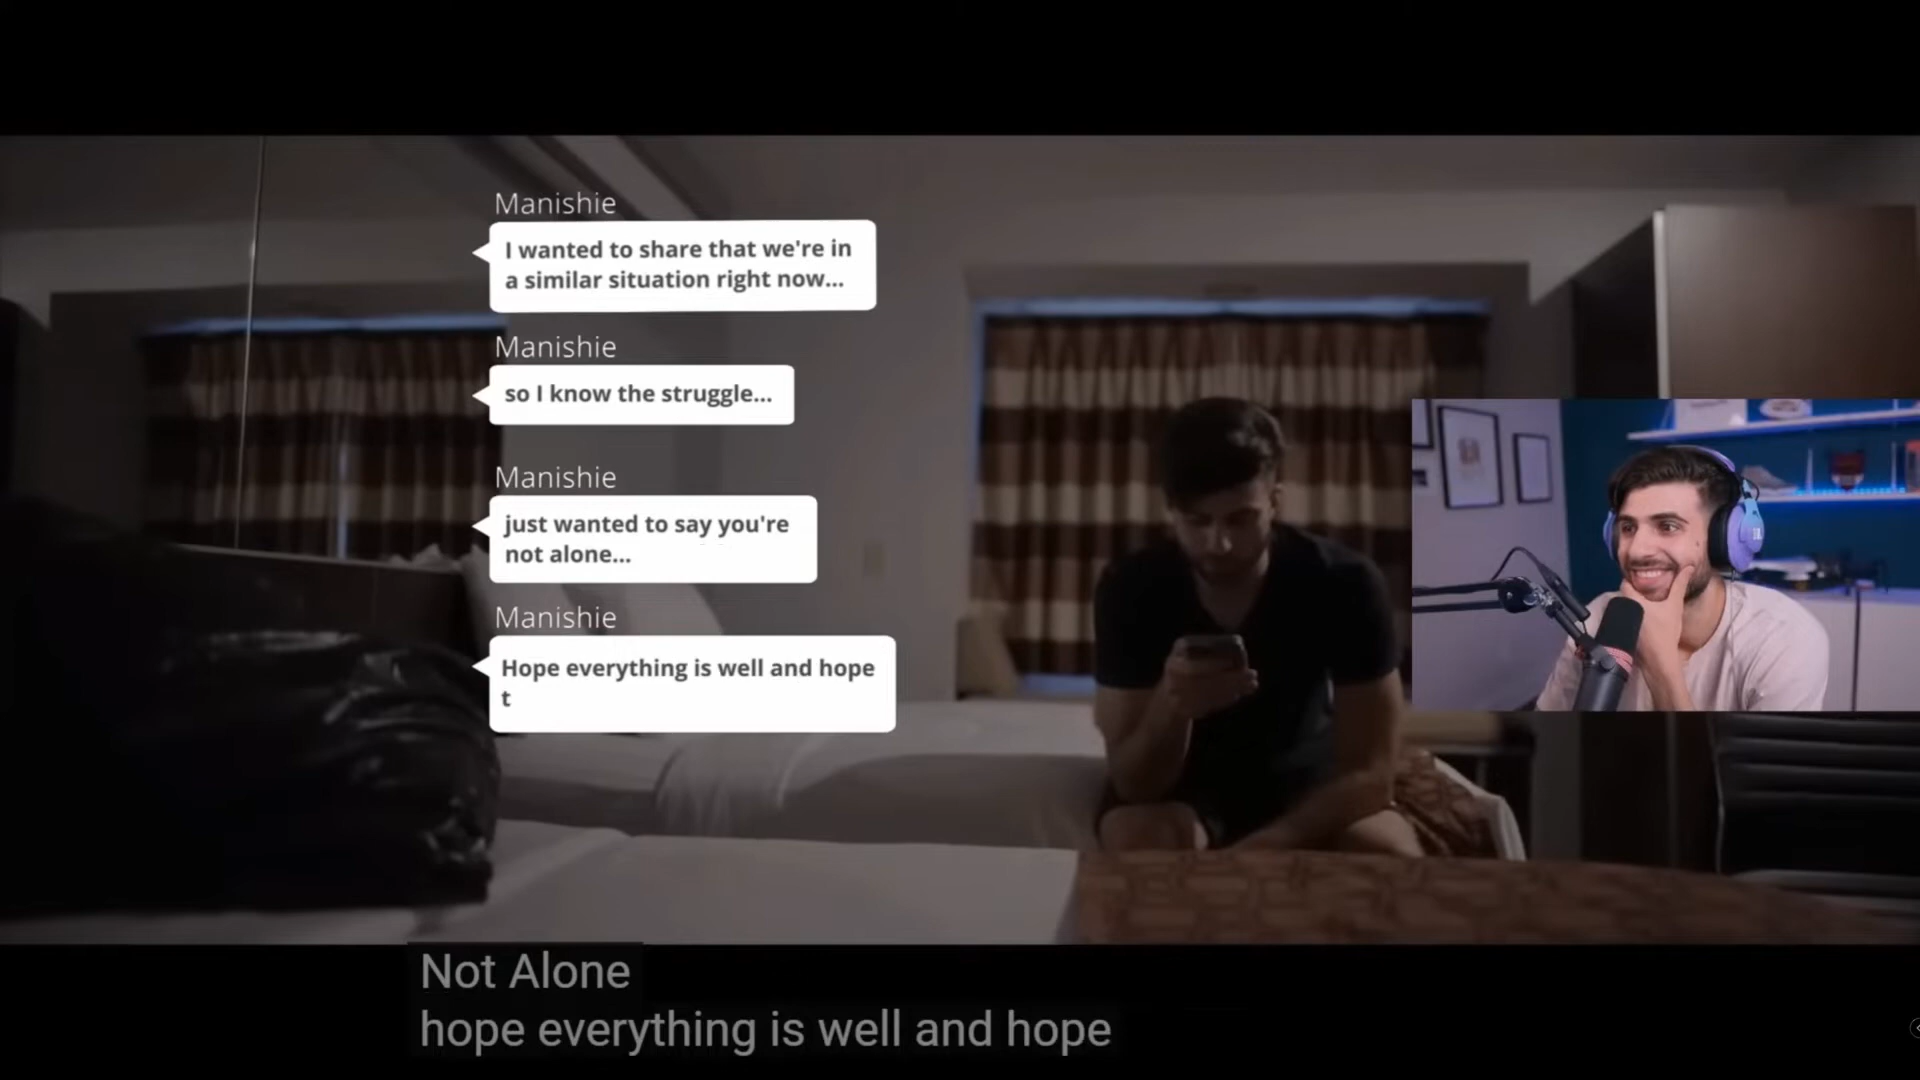 Manishie
I wanted to share that we're in
a similar situation right now...
Manishie
so I know the struggle...
Manishie
just wanted to say you're
not alone...
Manishie
Hope everything is well and hope
t
Not Alone
hope everything is well and hope